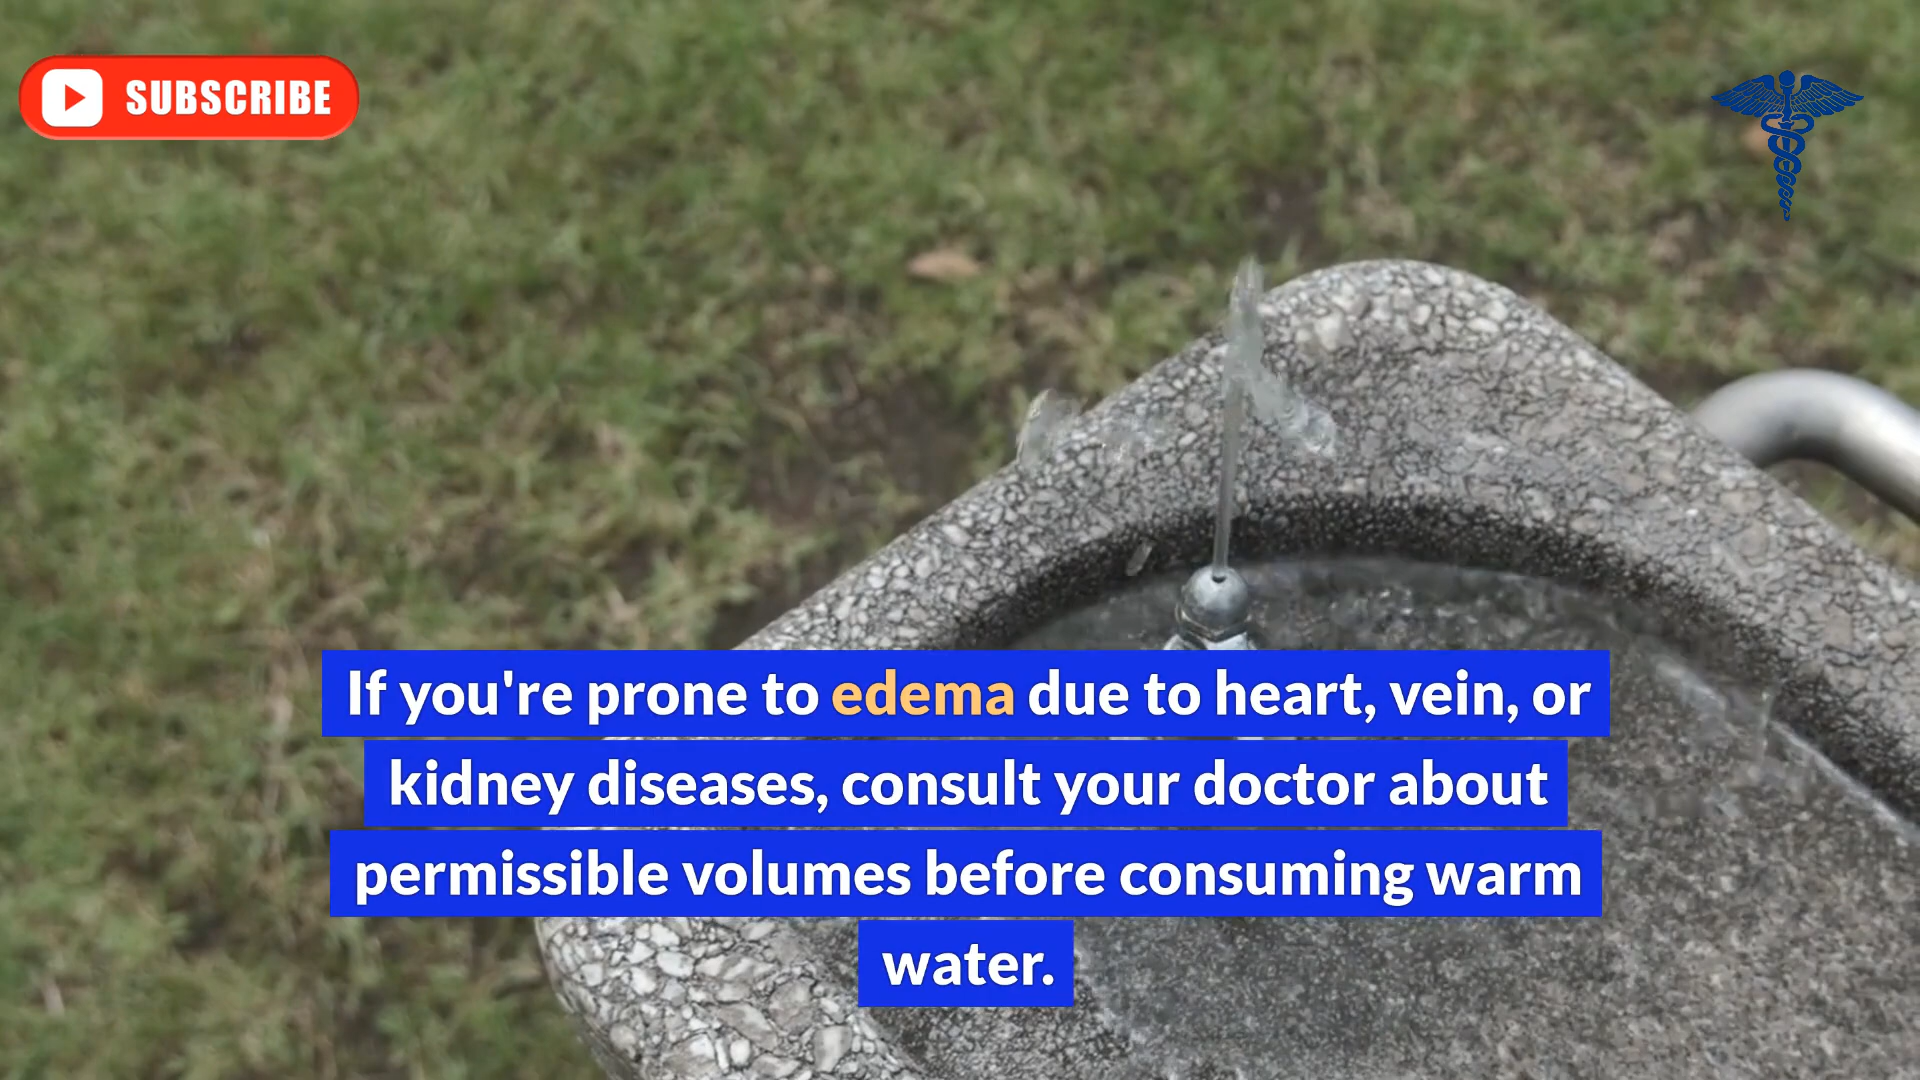 SUBSCRIBE
If you're prone to edema due to heart, vein, or
kidney diseases, consult your doctor about
permissible volumes before consuming warm
water.